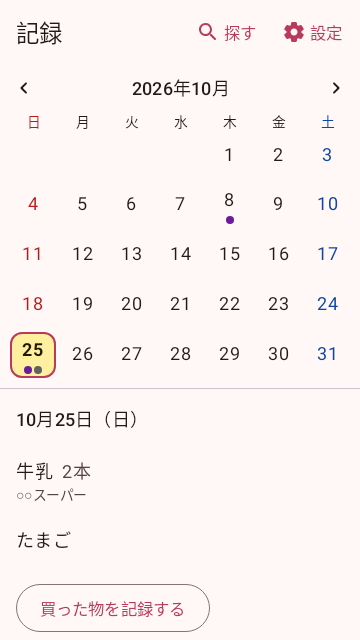 記録 探す 設定
2026年10月
日 月 火 水 木 金 土
1 2 3
4 5 6 7 8 9 10
11 12 13 14 15 16 17
18 19 20 21 22 23 24
25 26 27 28 29 30 31
10月25日（日）
牛乳 2本
○○スーパー
たまご
買った物を記録する